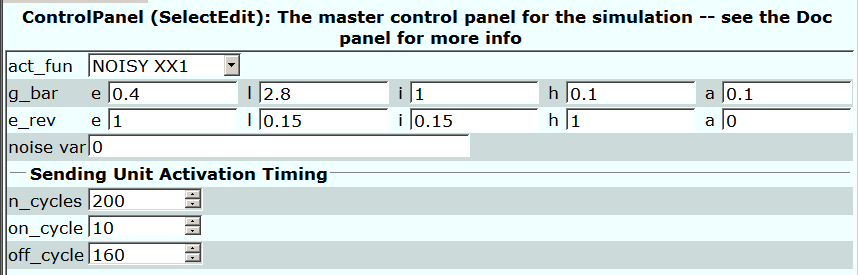 ControlPanel (SelectEdit): The master control panel for the simulation -- see the Doc
panel for more info
act_fun NOISY XX1
g_bar e 0.4 l 2.8 i 1 h 0.1 a 0.1
e_rev e 1 l 0.15 i 0.15 h 1 a 0
noise var 0
Sending Unit Activation Timing
n_cycles 200
on_cycle 10
off_cycle 160